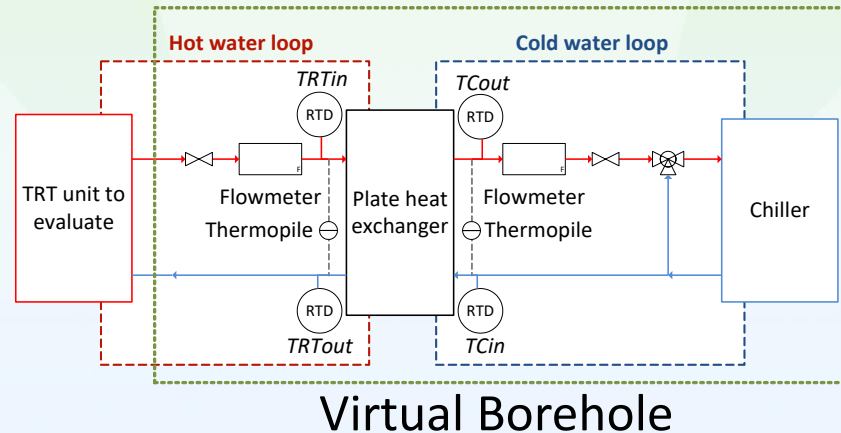 Hot water loop
Cold water loop
TRTin
TCout
RTD
RTD
TRT unit to
evaluate
F
Flowmeter
Thermopile
Plate heat
exchanger
F
Flowmeter
Thermopile
Chiller
RTD
RTD
TRTout
TCin
Virtual Borehole